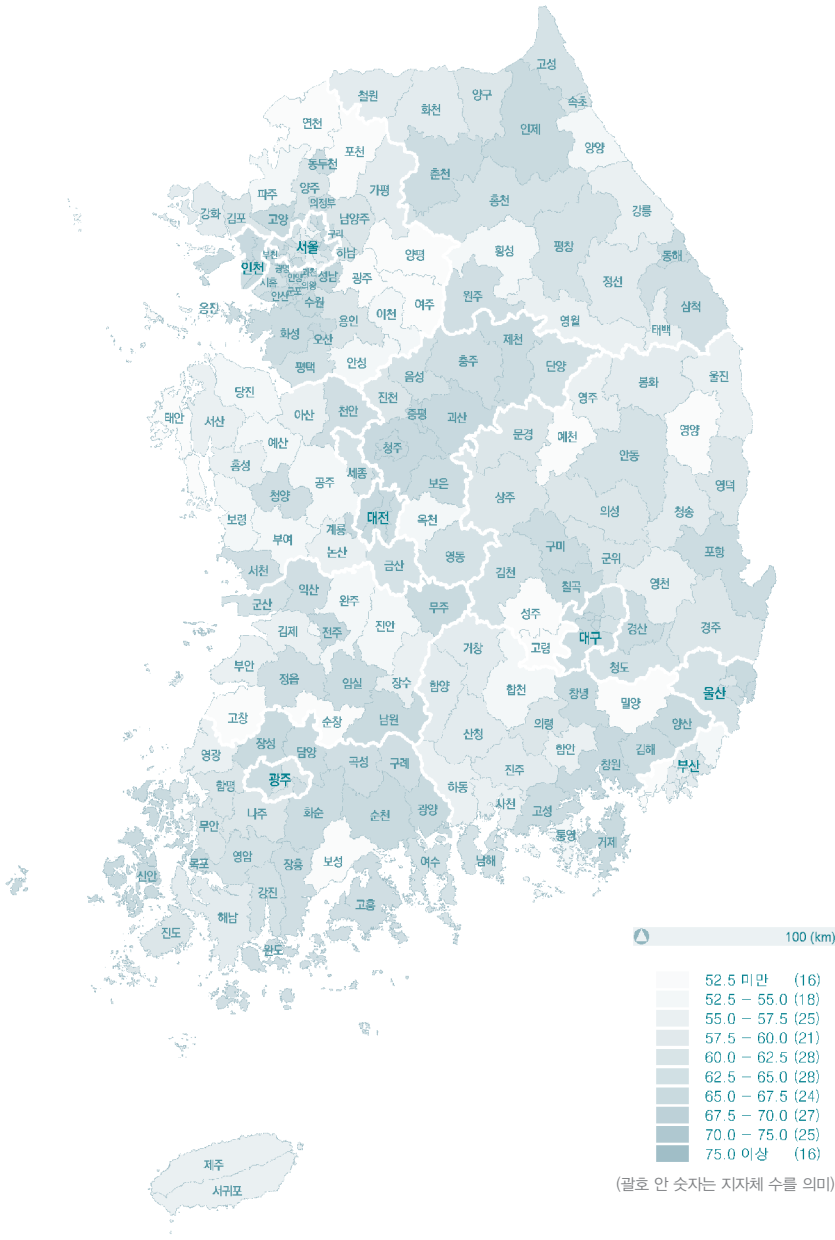 고성
속초
철원
화천
양구
인제
양양
연천
포천
동두천
춘천
홍천
강릉
파주
양주
의정부
가평
강화
김포
고양
남양주
구리
서울
부천
하남
양평
횡성
평창
동해
인천
광명
과천
안양
성남
시흥
군포
의왕
안산
수원
광주
정선
삼척
옹진
용인
이천
여주
원주
영월
태백
화성
오산
평택
안성
제천
충주
단양
음성
진천
봉화
울진
당진
태안
서산
아산
천안
증평
괴산
영주
예산
청주
문경
예천
영양
안동
홍성
공주
세종
보은
청양
상주
영덕
보령
부여
계룡
대전
옥천
의성
청송
논산
영동
구미
군위
포항
서천
금산
김천
칠곡
영천
군산
익산
완주
무주
성주
김제
전주
진안
대구
경산
경주
거창
고령
부안
정읍
임실
장수
함양
합천
창녕
청도
밀양
울산
고창
순창
남원
산청
의령
양산
영광
장성
담양
함안
창원
김해
부산
곡성
구례
광주
함평
하동
진주
나주
화순
순천
광양
사천
고성
무안
통영
거제
목포
영암
장흥
보성
여수
남해
신안
강진
고흥
해남
진도
완도
제주
서귀포
100 (km)
52.5 미만 (16)
52.5 – 55.0 (18)
55.0 – 57.5 (25)
57.5 – 60.0 (21)
60.0 – 62.5 (28)
62.5 – 65.0 (28)
65.0 – 67.5 (24)
67.5 – 70.0 (27)
70.0 – 75.0 (25)
75.0 이상 (16)
(괄호 안 숫자는 지자체 수를 의미)